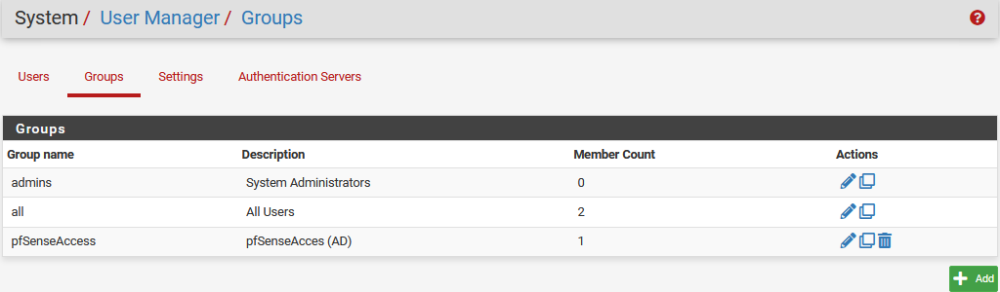 System / User Manager / Groups
Users Groups Settings Authentication Servers
Groups
Group name Description Member Count Actions
admins System Administrators 0
all All Users 2
pfSenseAccess pfSenseAcces (AD) 1
Add